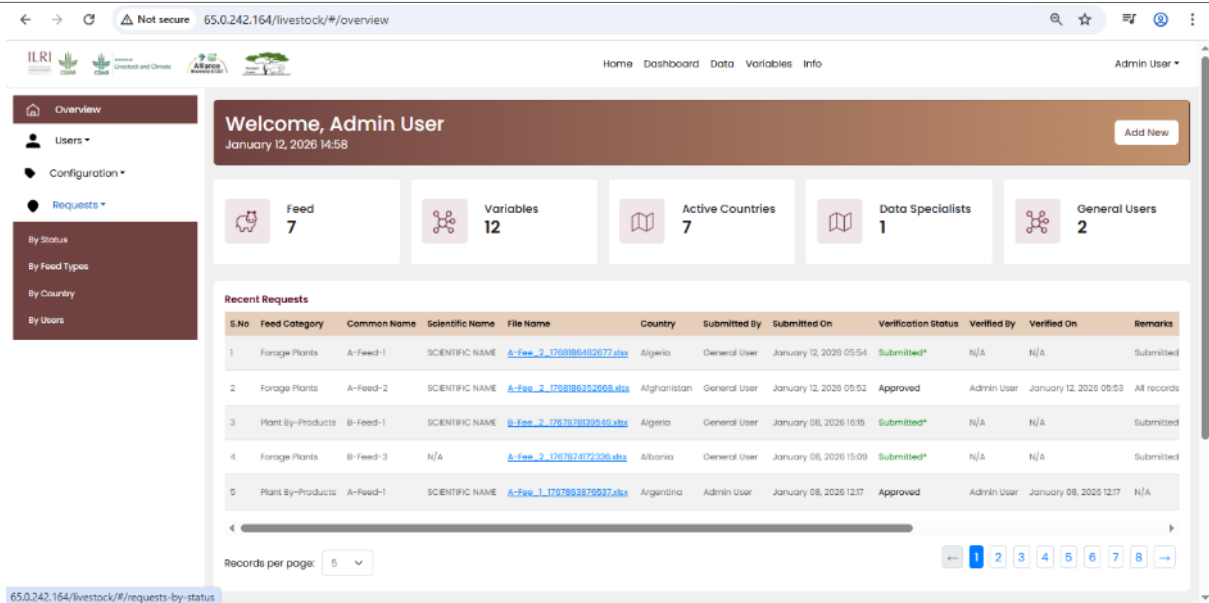 Not secure 65.0.242.164/livestock/#/overview
ILRI
CGIAR
CGIAR
Livestock and Climate
Alliance
Home Dashboard Data Variables Info
Admin User
Overview
Users
Configuration
Requests
By Status
By Feed Types
By Country
By Users
Welcome, Admin User
January 12, 2026 14:58
Add New
Feed
7
Variables
12
Active Countries
7
Data Specialists
1
General Users
2
Recent Requests
S.No Feed Category Common Name Scientific Name File Name Country Submitted By Submitted On Verification Status Verified By Verified On Remarks
1 Forage Plants A-Feed-1 SCIENTIFIC NAME A-Fee_2_1768186482677.xlsx Algeria General User January 12, 2026 05:54 Submitted* N/A N/A Submitted
2 Forage Plants A-Feed-2 SCIENTIFIC NAME A-Fee_2_1768186352668.xlsx Afghanistan General User January 12, 2026 05:52 Approved Admin User January 12, 2026 05:53 All records
3 Plant By-Products B-Feed-1 SCIENTIFIC NAME B-Fee_2_1767878139549.xlsx Algeria General User January 08, 2026 16:15 Submitted* N/A N/A Submitted
4 Forage Plants B-Feed-3 N/A A-Fee_2_1767874172336.xlsx Albania General User January 08, 2026 15:09 Submitted* N/A N/A Submitted
5 Plant By-Products A-Feed-1 SCIENTIFIC NAME A-Fee_1_1767863876537.xlsx Argentina Admin User January 08, 2026 12:17 Approved Admin User January 08, 2026 12:17 N/A
Records per page: 5
← 1 2 3 4 5 6 7 8 →
65.0.242.164/livestock/#/requests-by-status